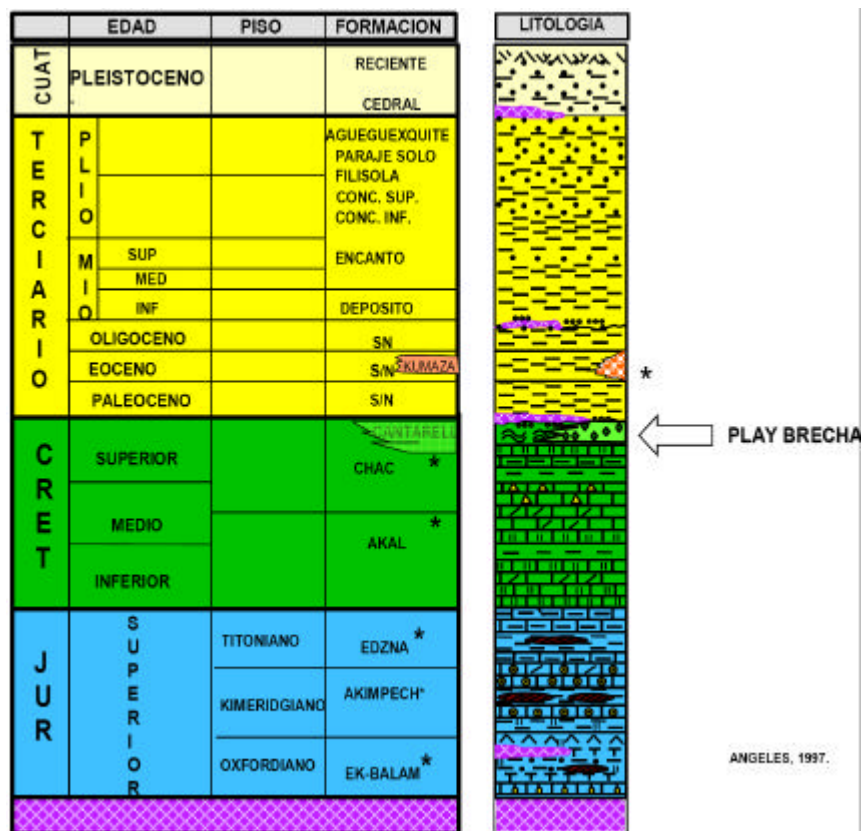 EDAD PISO FORMACION LITOLOGIA
CUAT
PLEISTOCENO
RECIENTE
CEDRAL
TERCIARIO
PLIO
AGUEGUEXQUITE
PARAJE SOLO
FILISOLA
CONC. SUP.
CONC. INF.
MIO
SUP
ENCANTO
MED
INF
DEPOSITO
OLIGOCENO
SN
EOCENO
S/N
KUMAZA
*
PALEOCENO
S/N
CRET
CANTARELL
PLAY BRECHA
SUPERIOR
CHAC *
MEDIO
AKAL *
INFERIOR
JUR
SUPERIOR
TITONIANO
EDZNA *
KIMERIDGIANO
AKIMPECH*
OXFORDIANO
EK-BALAM *
ANGELES, 1997.